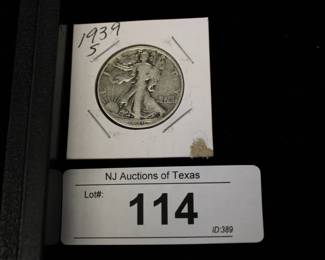 1939
S
NJ Auctions of Texas
Lot#:
114
ID:389